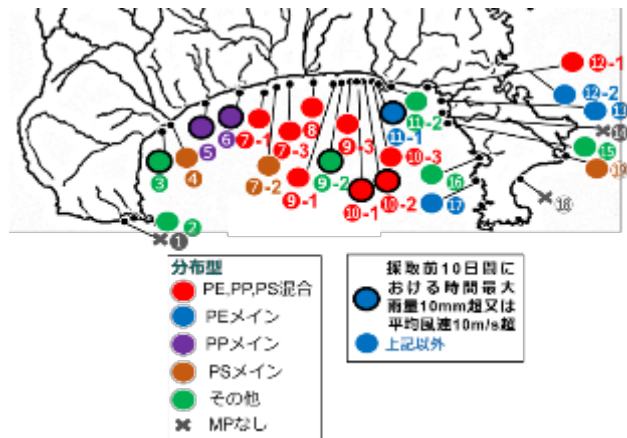 ⑫-1
⑫-2
⑬
⑭
⑮
⑲
⑱
⑪-2
⑪-1
⑥
⑤
⑦-1
⑧
⑦-3
⑨-3
③
④
⑦-2
⑨-2
⑩-3
⑨-1
⑯
⑩-1
⑩-2
⑰
②
①
分布型
PE,PP,PS混合
PEメイン
PPメイン
PSメイン
その他
MPなし
採取前10日間に
おける時間最大
雨量10mm超又は
平均風速10m/s超
上記以外